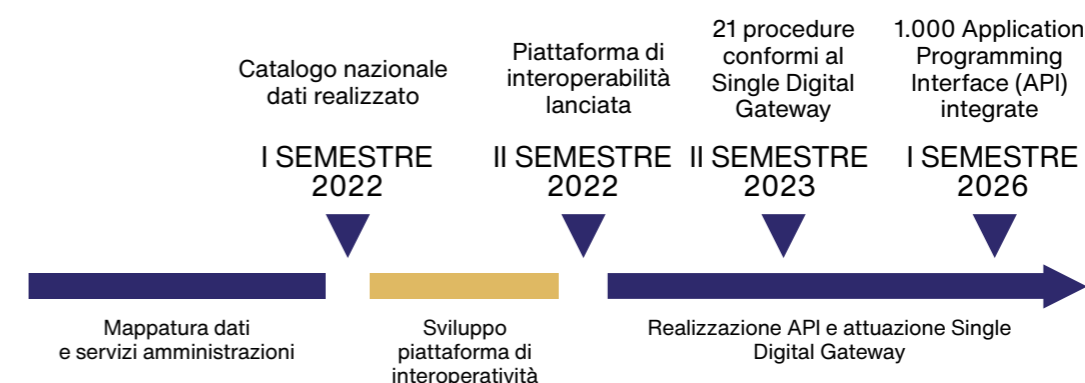 Catalogo nazionale
dati realizzato
I SEMESTRE
2022
Piattaforma di
interoperabilità
lanciata
II SEMESTRE
2022
21 procedure
conformi al
Single Digital
Gateway
II SEMESTRE
2023
1.000 Application
Programming
Interface (API)
integrate
I SEMESTRE
2026
Mappatura dati
e servizi amministrazioni
Sviluppo
piattaforma di
interoperatività
Realizzazione API e attuazione Single
Digital Gateway